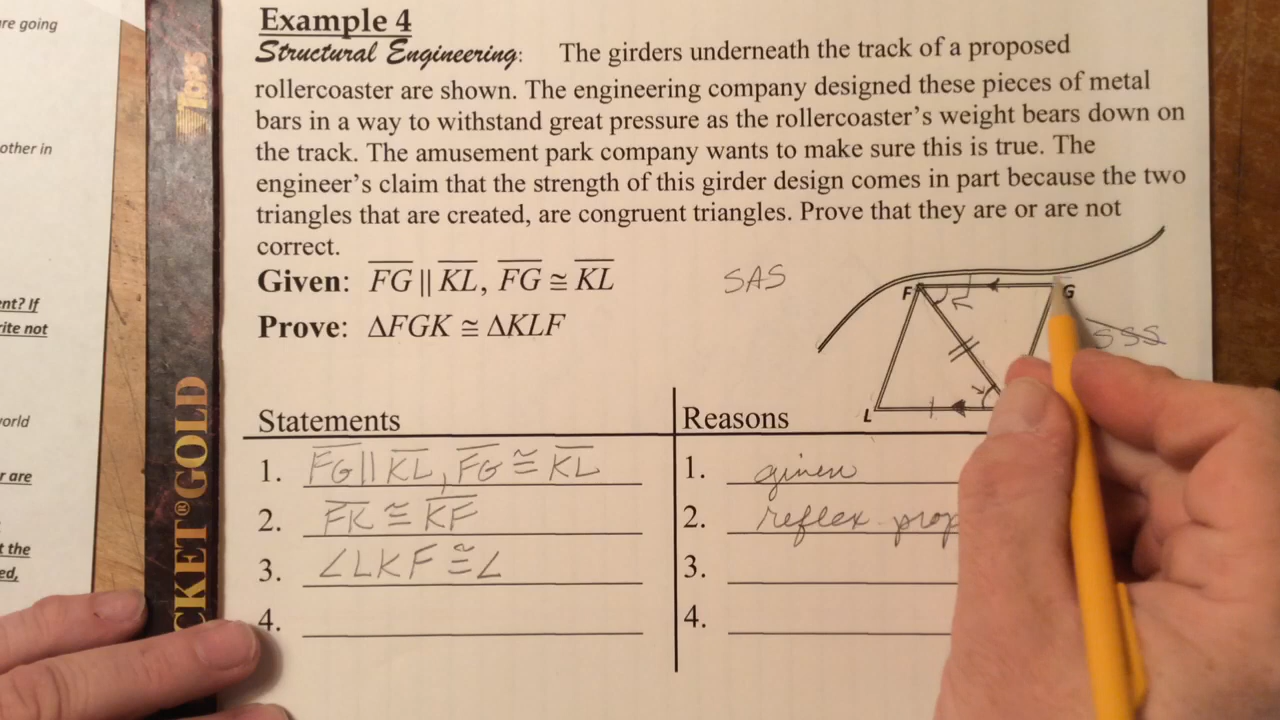 re going
other in
ent? If
rite not
world
r are
t the
ed,
Tops
CKET®GOLD
Example 4
Structural Engineering: The girders underneath the track of a proposed
rollercoaster are shown. The engineering company designed these pieces of metal
bars in a way to withstand great pressure as the rollercoaster's weight bears down on
the track. The amusement park company wants to make sure this is true. The
engineer's claim that the strength of this girder design comes in part because the two
triangles that are created, are congruent triangles. Prove that they are or are not
correct.
Given: FG || KL, FG ≅ KL
SAS
Prove: ΔFGK ≅ ΔKLF
F G
SSS
L
Statements Reasons
1. FG || KL, FG ≅ KL 1. given
2. FK ≅ KF 2. reflex. prop
3. ∠LKF ≅ ∠ 3.
4. 4.